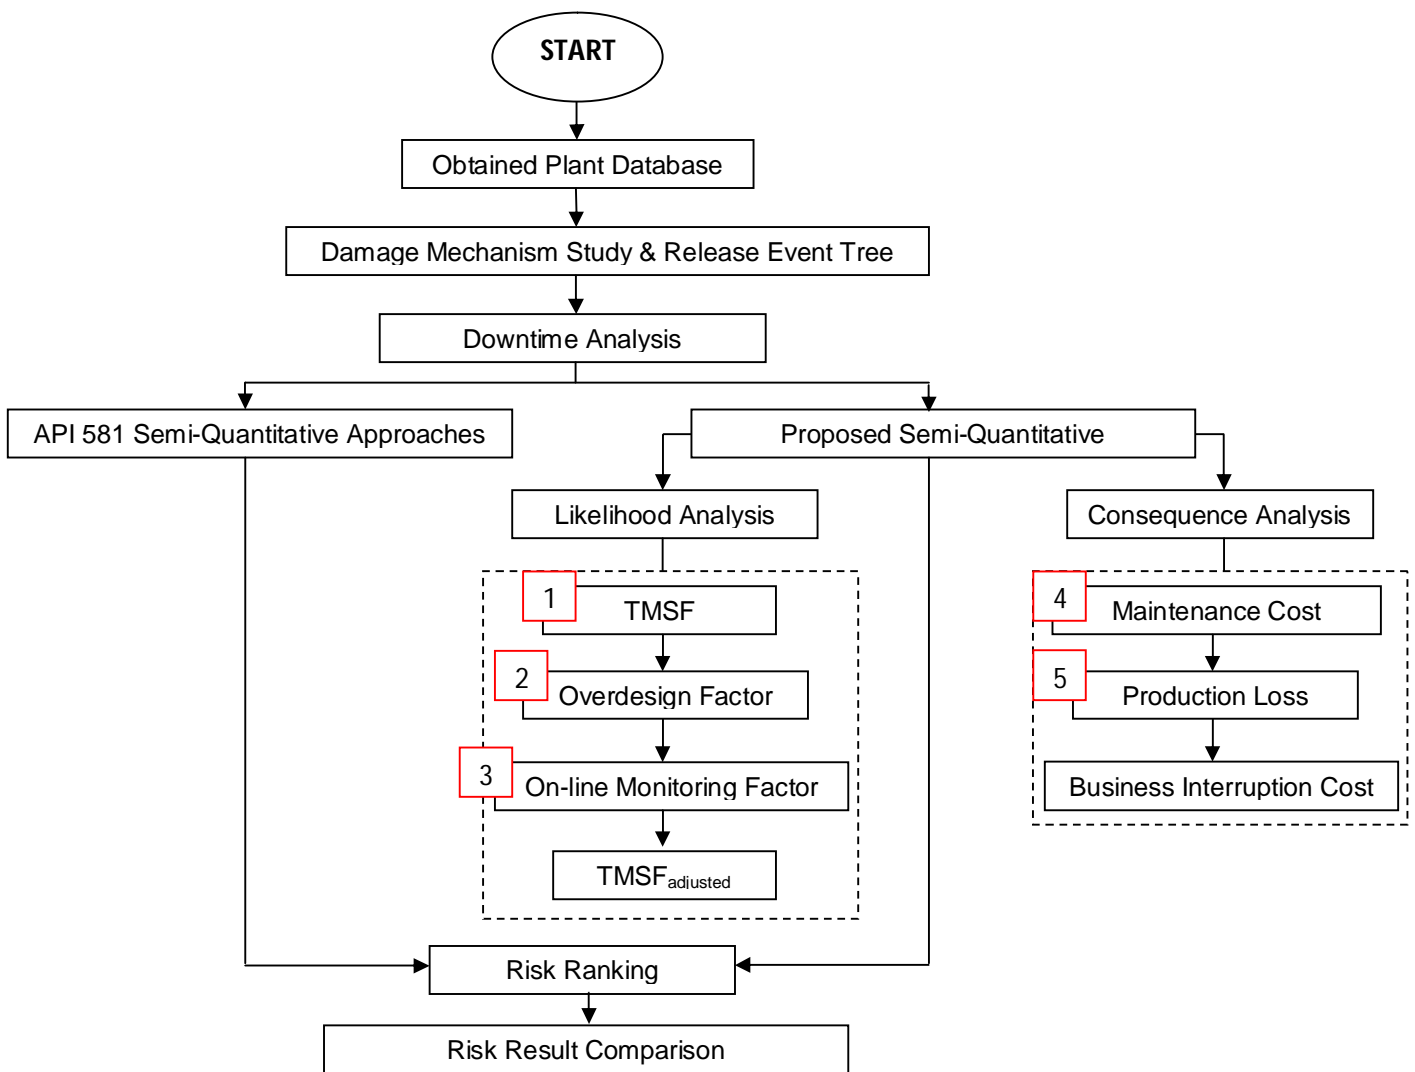 START
Obtained Plant Database
Damage Mechanism Study & Release Event Tree
Downtime Analysis
API 581 Semi-Quantitative Approaches
Proposed Semi-Quantitative
Likelihood Analysis
Consequence Analysis
1
TMSF
4
Maintenance Cost
2
Overdesign Factor
5
Production Loss
3
On-line Monitoring Factor
Business Interruption Cost
TMSFadjusted
Risk Ranking
Risk Result Comparison